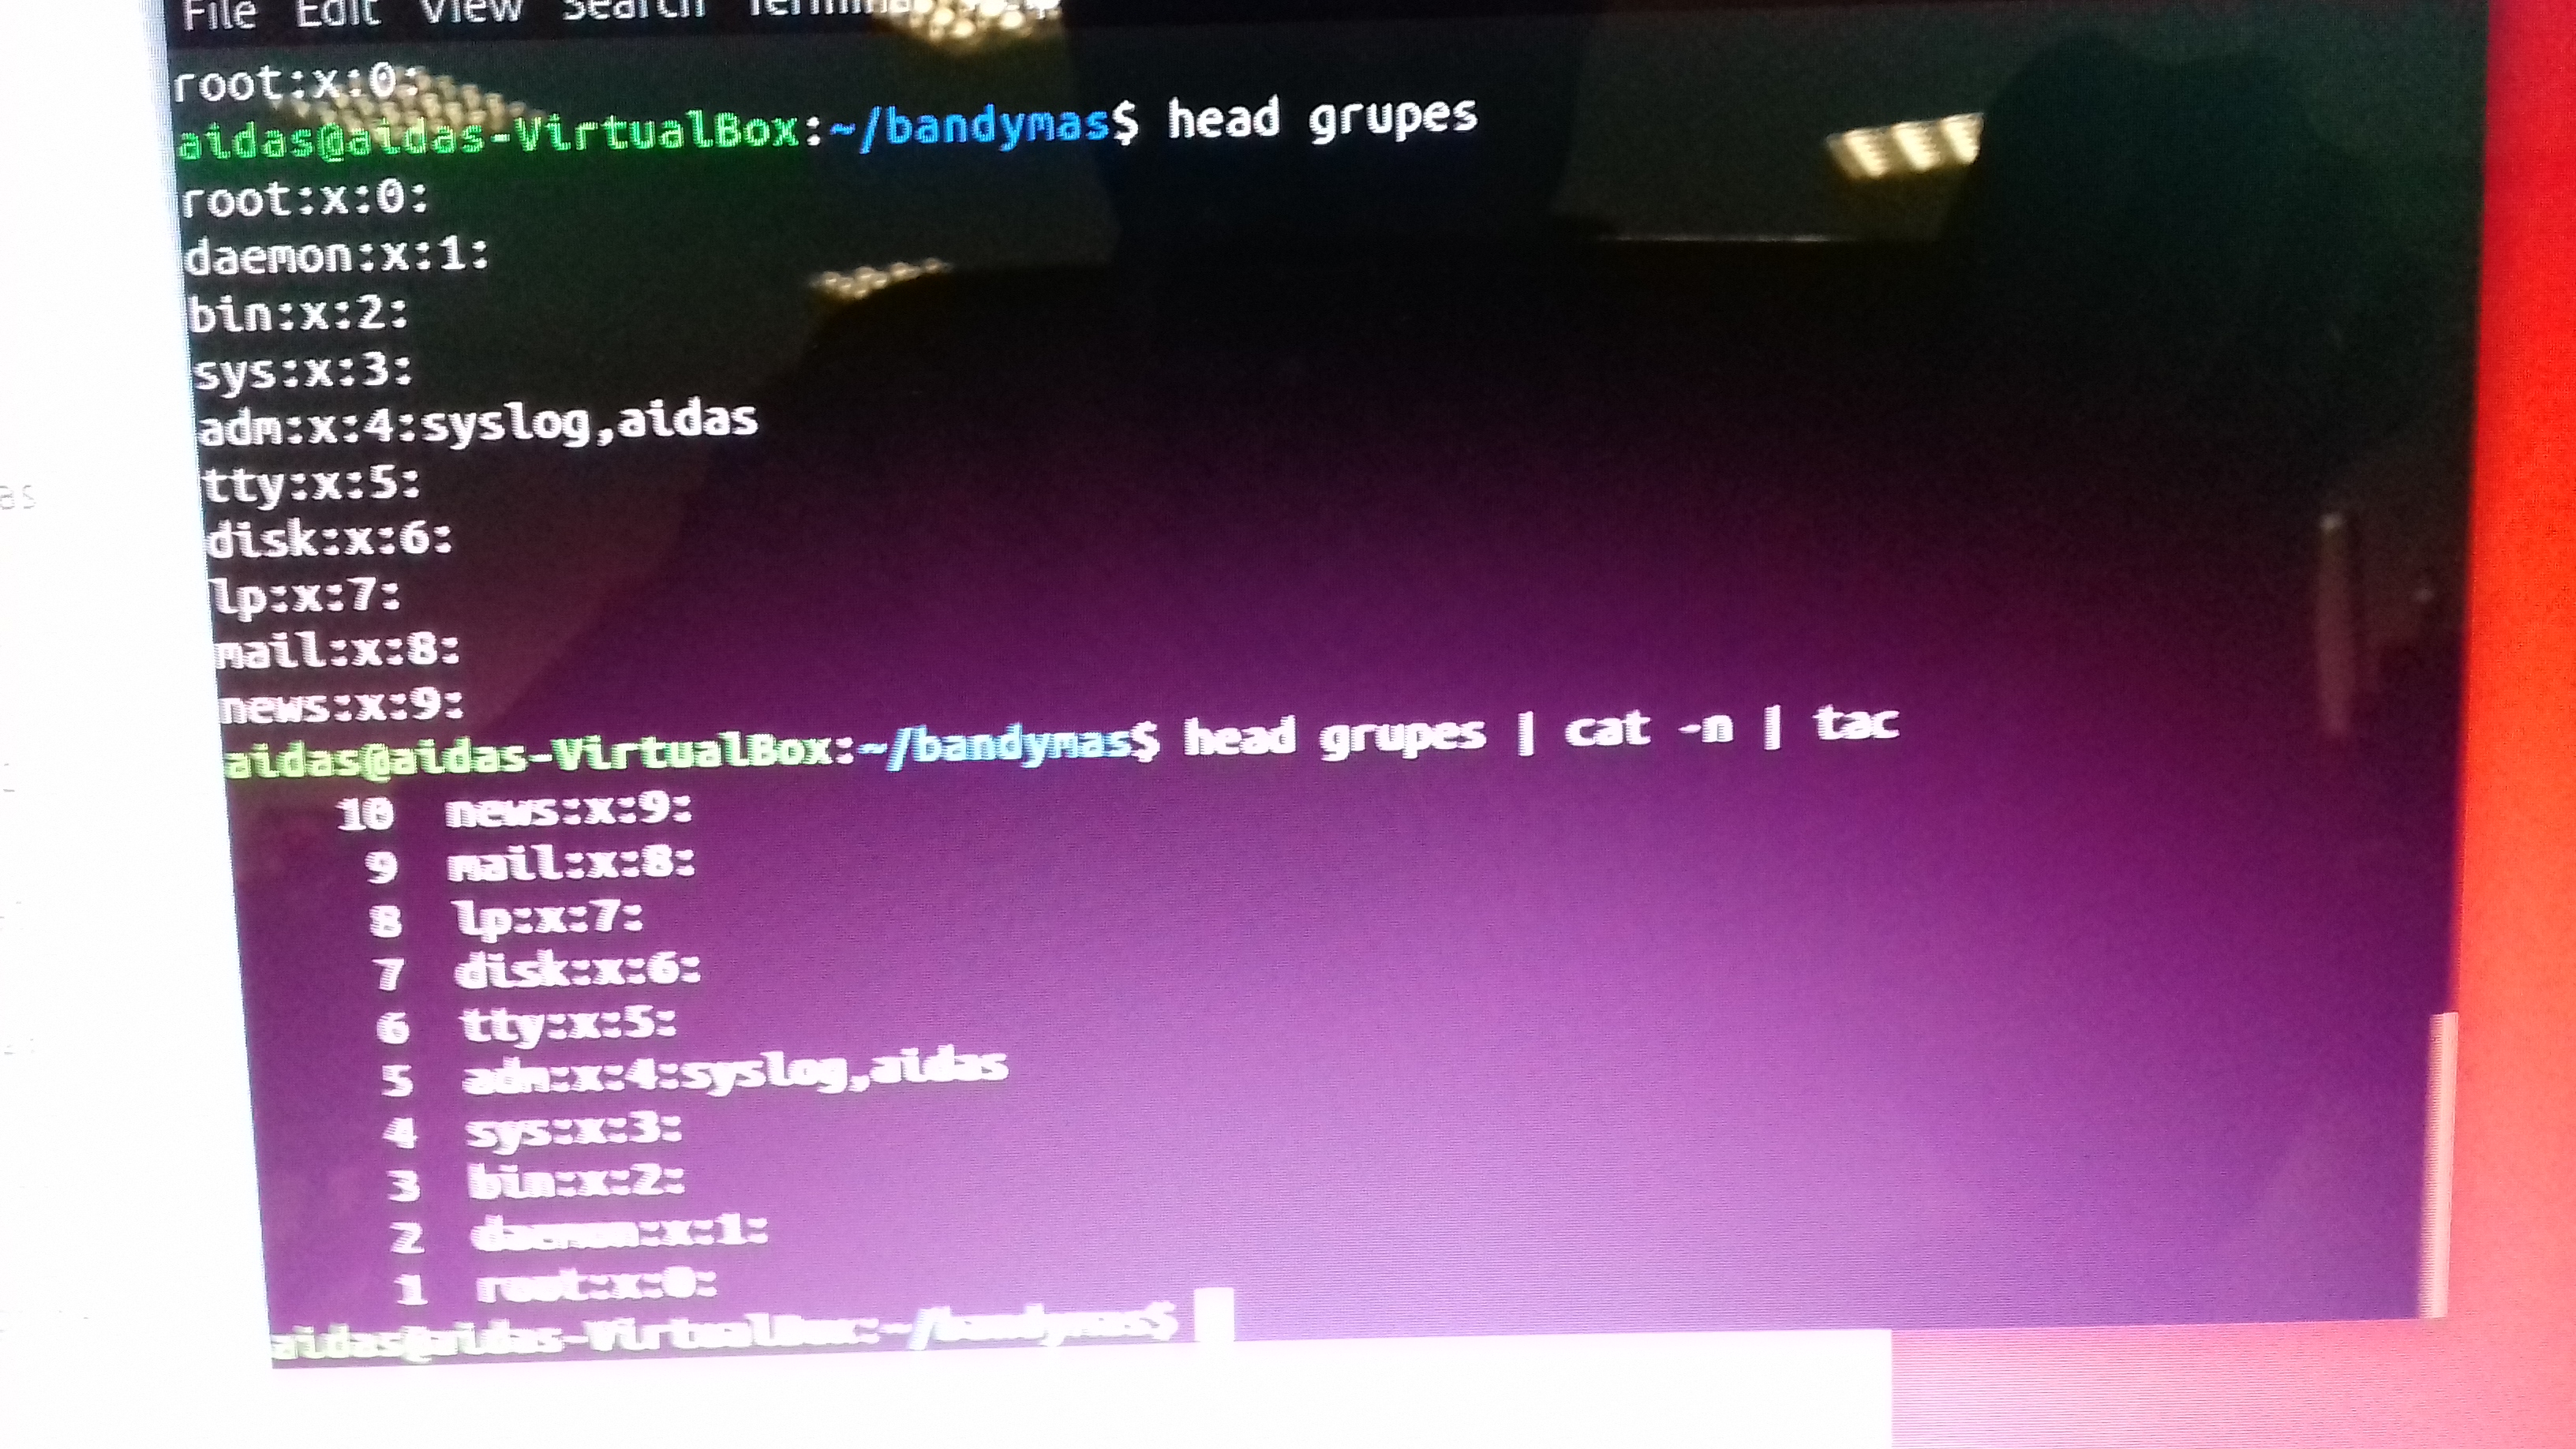 File Edit View Search Terminal
root:x:0:
aidas@aidas-VirtualBox:~/bandymas$ head grupes
root:x:0:
daemon:x:1:
bin:x:2:
sys:x:3:
adm:x:4:syslog,aidas
tty:x:5:
disk:x:6:
lp:x:7:
mail:x:8:
news:x:9:
aidas@aidas-VirtualBox:~/bandymas$ head grupes | cat -n | tac
10 news:x:9:
9 mail:x:8:
8 lp:x:7:
7 disk:x:6:
6 tty:x:5:
5 adm:x:4:syslog,aidas
4 sys:x:3:
3 bin:x:2:
2 daemon:x:1:
1 root:x:0:
aidas@aidas-VirtualBox:~/bandymas$